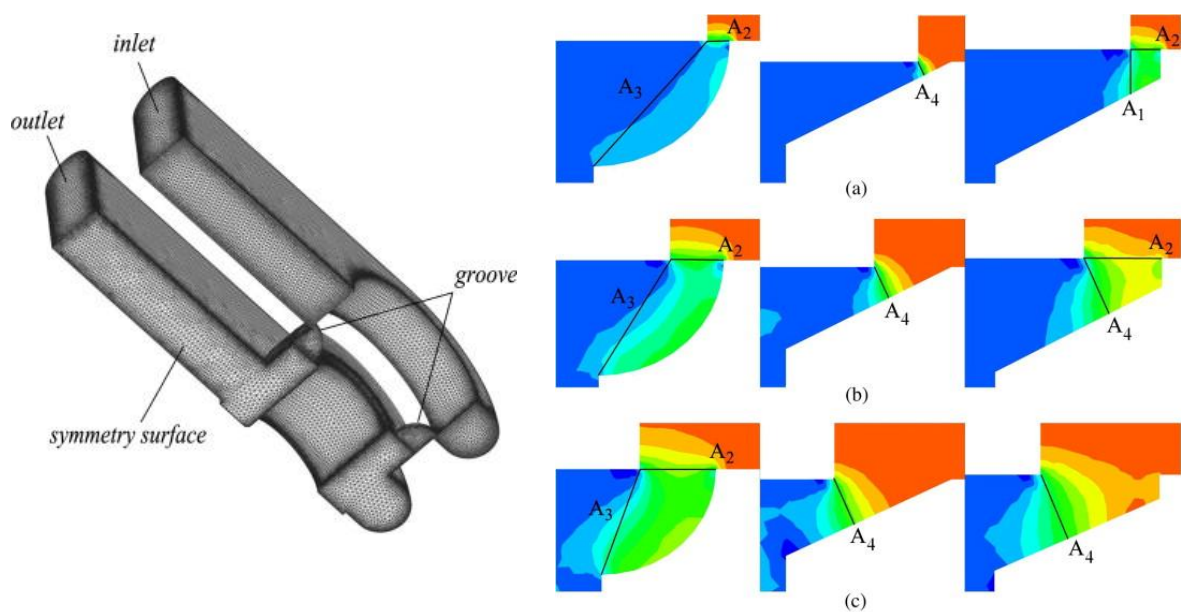 inlet
outlet
groove
symmetry surface
A2
A3
A4
A2
A1
(a)
A2
A3
A4
A2
A4
(b)
A2
A3
A4
A4
(c)